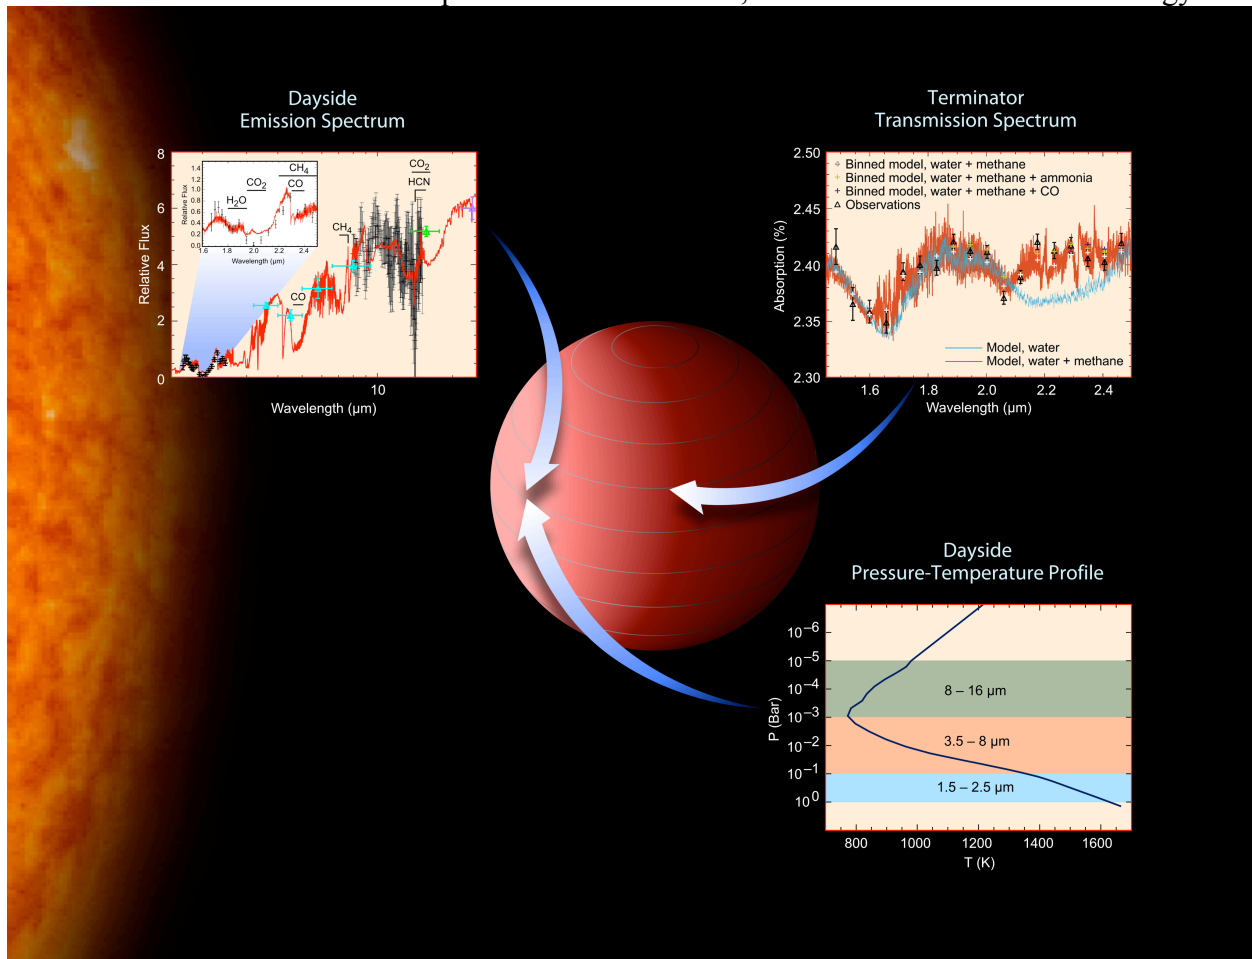 Dayside
Emission Spectrum
8
6
4
2
0
Relative Flux
1.4
1.2
1.0
0.8
0.6
0.4
0.2
0.0
Relative Flux
H2O
CO2
CH4
CO
1.6
1.8
2.0
2.2
2.4
Wavelength (µm)
CO
CH4
CO2
HCN
10
Wavelength (µm)
Terminator
Transmission Spectrum
2.50
2.45
2.40
2.35
2.30
Absorption (%)
Binned model, water + methane
Binned model, water + methane + ammonia
Binned model, water + methane + CO
Observations
Model, water
Model, water + methane
1.6
1.8
2.0
2.2
2.4
Wavelength (µm)
Dayside
Pressure-Temperature Profile
10−6
10−5
10−4
10−3
10−2
10−1
100
P (Bar)
8 – 16 µm
3.5 – 8 µm
1.5 – 2.5 µm
800
1000
1200
1400
1600
T (K)